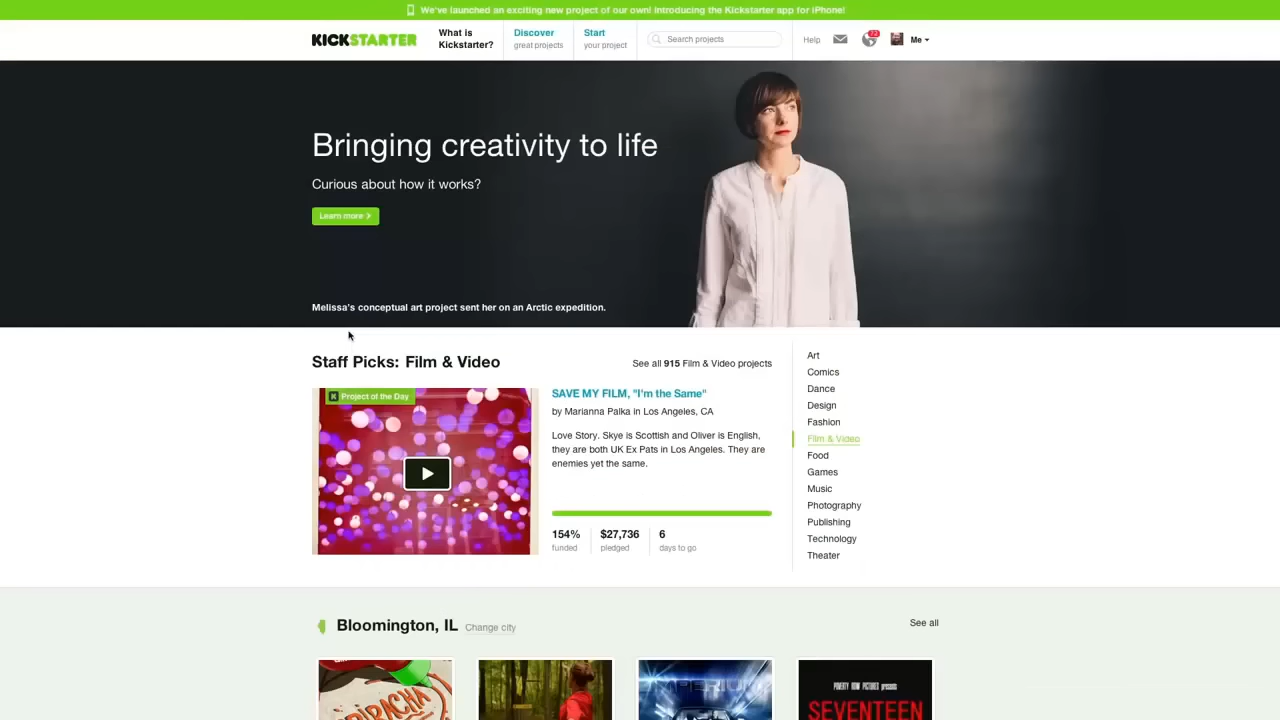 We've launched an exciting new project of our own! Introducing the Kickstarter app for iPhone!
KICKSTARTER
What is
Kickstarter?
Discover
great projects
Start
your project
Search projects
Help
Me
Bringing creativity to life
Curious about how it works?
Learn more
Melissa's conceptual art project sent her on an Arctic expedition.
Staff Picks: Film & Video
See all 915 Film & Video projects
K Project of the Day
SAVE MY FILM, "I'm the Same"
by Marianna Palka in Los Angeles, CA
Love Story. Skye is Scottish and Oliver is English,
they are both UK Ex Pats in Los Angeles. They are
enemies yet the same.
154%
funded
$27,736
pledged
6
days to go
Art
Comics
Dance
Design
Fashion
Film & Video
Food
Games
Music
Photography
Publishing
Technology
Theater
Bloomington, IL
Change city
See all
SRIRACHA
POVERTY ROW PICTURES presents
SEVENTEEN